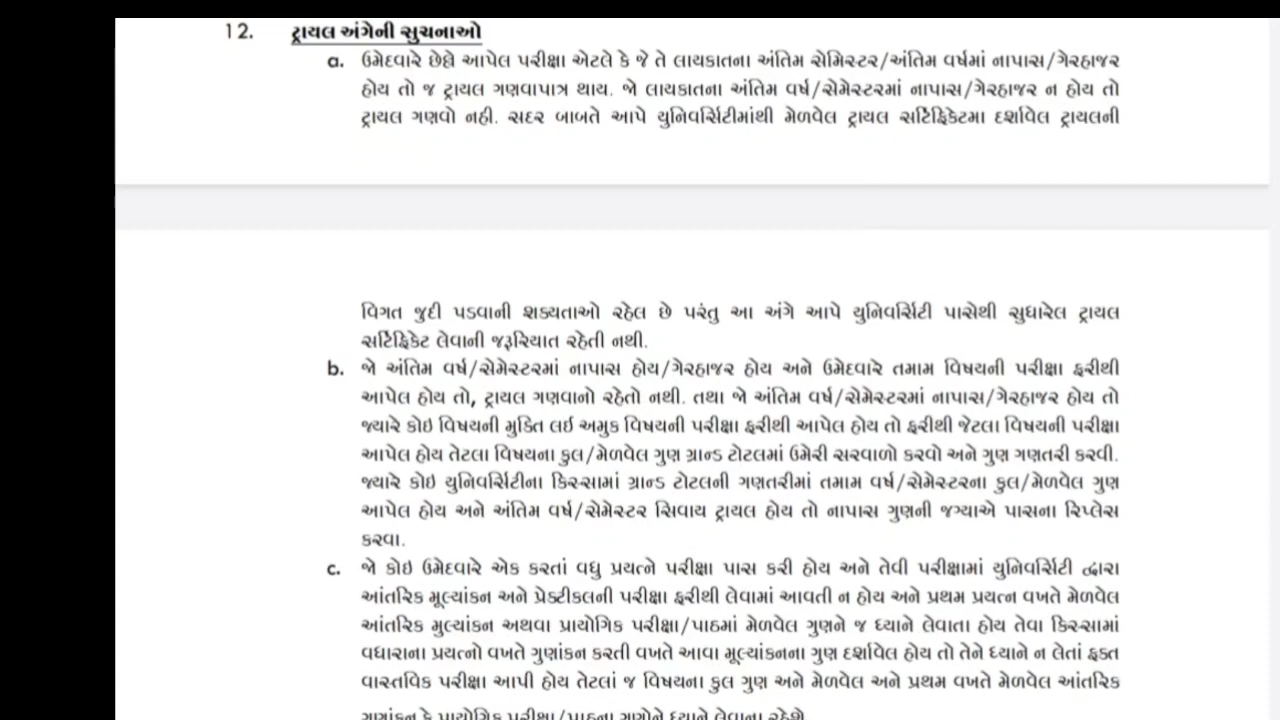 12. ટ્રાયલ અંગેની સુચનાઓ
a. ઉમેદવારે છેલ્લે આપેલ પરીક્ષા એટલે કે જે તે લાયકાતના અંતિમ સેમિસ્ટર/અંતિમ વર્ષમાં નાપાસ/ગેરહાજર
હોય તો જ ટ્રાયલ ગણવાપાત્ર થાય. જો લાયકાતના અંતિમ વર્ષ/સેમેસ્ટરમાં નાપાસ/ગેરહાજર ન હોય તો
ટ્રાયલ ગણવો નહી. સદર બાબતે આપે યુનિવર્સિટીમાંથી મેળવેલ ટ્રાયલ સર્ટિફિકેટમા દર્શાવેલ ટ્રાયલની
વિગત જુદી પડવાની શક્યતાઓ રહેલ છે પરંતુ આ અંગે આપે યુનિવર્સિટી પાસેથી સુધારેલ ટ્રાયલ
સર્ટિફિકેટ લેવાની જરૂરિયાત રહેતી નથી.
b. જો અંતિમ વર્ષ/સેમેસ્ટરમાં નાપાસ હોય/ગેરહાજર હોય અને ઉમેદવારે તમામ વિષયની પરીક્ષા ફરીથી
આપેલ હોય તો, ટ્રાયલ ગણવાનો રહેતો નથી. તથા જો અંતિમ વર્ષ/સેમેસ્ટરમાં નાપાસ/ગેરહાજર હોય તો
જ્યારે કોઇ વિષયની મુક્તિ લઇ અમુક વિષયની પરીક્ષા ફરીથી આપેલ હોય તો ફરીથી જેટલા વિષયની પરીક્ષા
આપેલ હોય તેટલા વિષયના કુલ/મેળવેલ ગુણ ગ્રાન્ડ ટોટલમાં ઉમેરી સરવાળો કરવો અને ગુણ ગણતરી કરવી.
જ્યારે કોઇ યુનિવર્સિટીના કિસ્સામાં ગ્રાન્ડ ટોટલની ગણતરીમાં તમામ વર્ષ/સેમેસ્ટરના કુલ/મેળવેલ ગુણ
આપેલ હોય અને અંતિમ વર્ષ/સેમેસ્ટર સિવાય ટ્રાયલ હોય તો નાપાસ ગુણની જગ્યાએ પાસના રિપ્લેસ
કરવા.
c. જો કોઇ ઉમેદવારે એક કરતાં વધુ પ્રયત્ને પરીક્ષા પાસ કરી હોય અને તેવી પરીક્ષામાં યુનિવર્સિટી દ્વારા
આંતરિક મૂલ્યાંકન અને પ્રેક્ટીકલની પરીક્ષા ફરીથી લેવામાં આવતી ન હોય અને પ્રથમ પ્રયત્ન વખતે મેળવેલ
આંતરિક મુલ્યાંકન અથવા પ્રાયોગિક પરીક્ષા/પાઠમાં મેળવેલ ગુણને જ ધ્યાને લેવાતા હોય તેવા કિસ્સામાં
વધારાના પ્રયત્નો વખતે ગુણાંકન કરતી વખતે આવા મૂલ્યાંકનના ગુણ દર્શાવેલ હોય તો તેને ધ્યાને ન લેતાં ફક્ત
વાસ્તવિક પરીક્ષા આપી હોય તેટલાં જ વિષયના કુલ ગુણ અને મેળવેલ અને પ્રથમ વખતે મેળવેલ આંતરિક
ગુણાંકન કે પ્રાયોગિક પરીક્ષા/પાઠના ગુણોને ધ્યાને લેવાના રહેશે